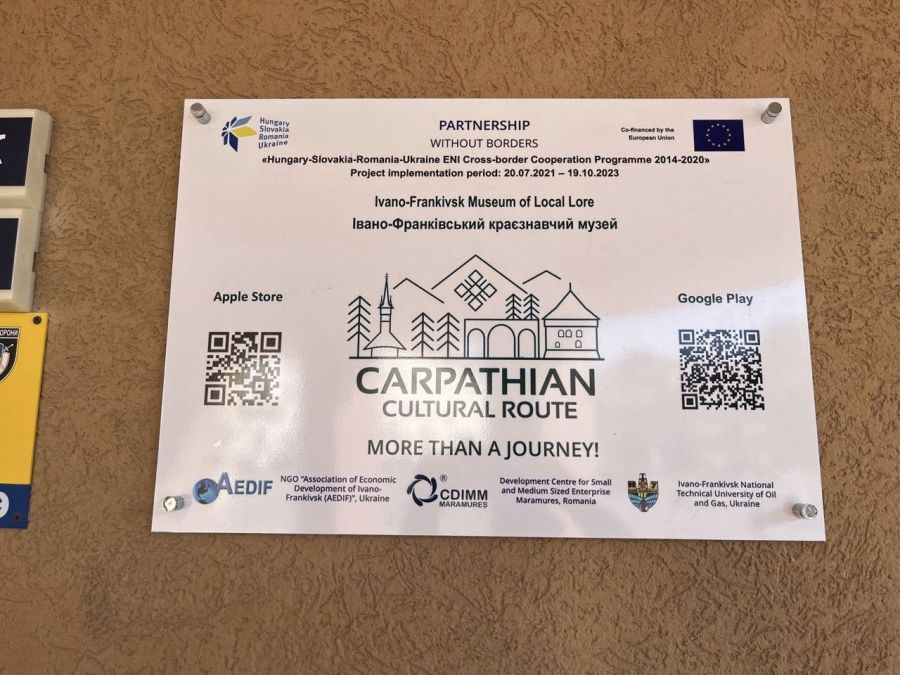 Hungary
Slovakia
Romania
Ukraine
PARTNERSHIP
WITHOUT BORDERS
Co-financed by the
European Union
«Hungary-Slovakia-Romania-Ukraine ENI Cross-border Cooperation Programme 2014-2020»
Project implementation period: 20.07.2021 – 19.10.2023
Ivano-Frankivsk Museum of Local Lore
Івано-Франківський краєзнавчий музей
Apple Store
Google Play
CARPATHIAN
CULTURAL ROUTE
MORE THAN A JOURNEY!
AEDIF
NGO "Association of Economic
Development of Ivano-
Frankivsk (AEDIF)", Ukraine
®
CDIMM
MARAMUREȘ
Development Centre for Small
and Medium Sized Enterprise
Maramures, Romania
Ivano-Frankivsk National
Technical University of Oil
and Gas, Ukraine